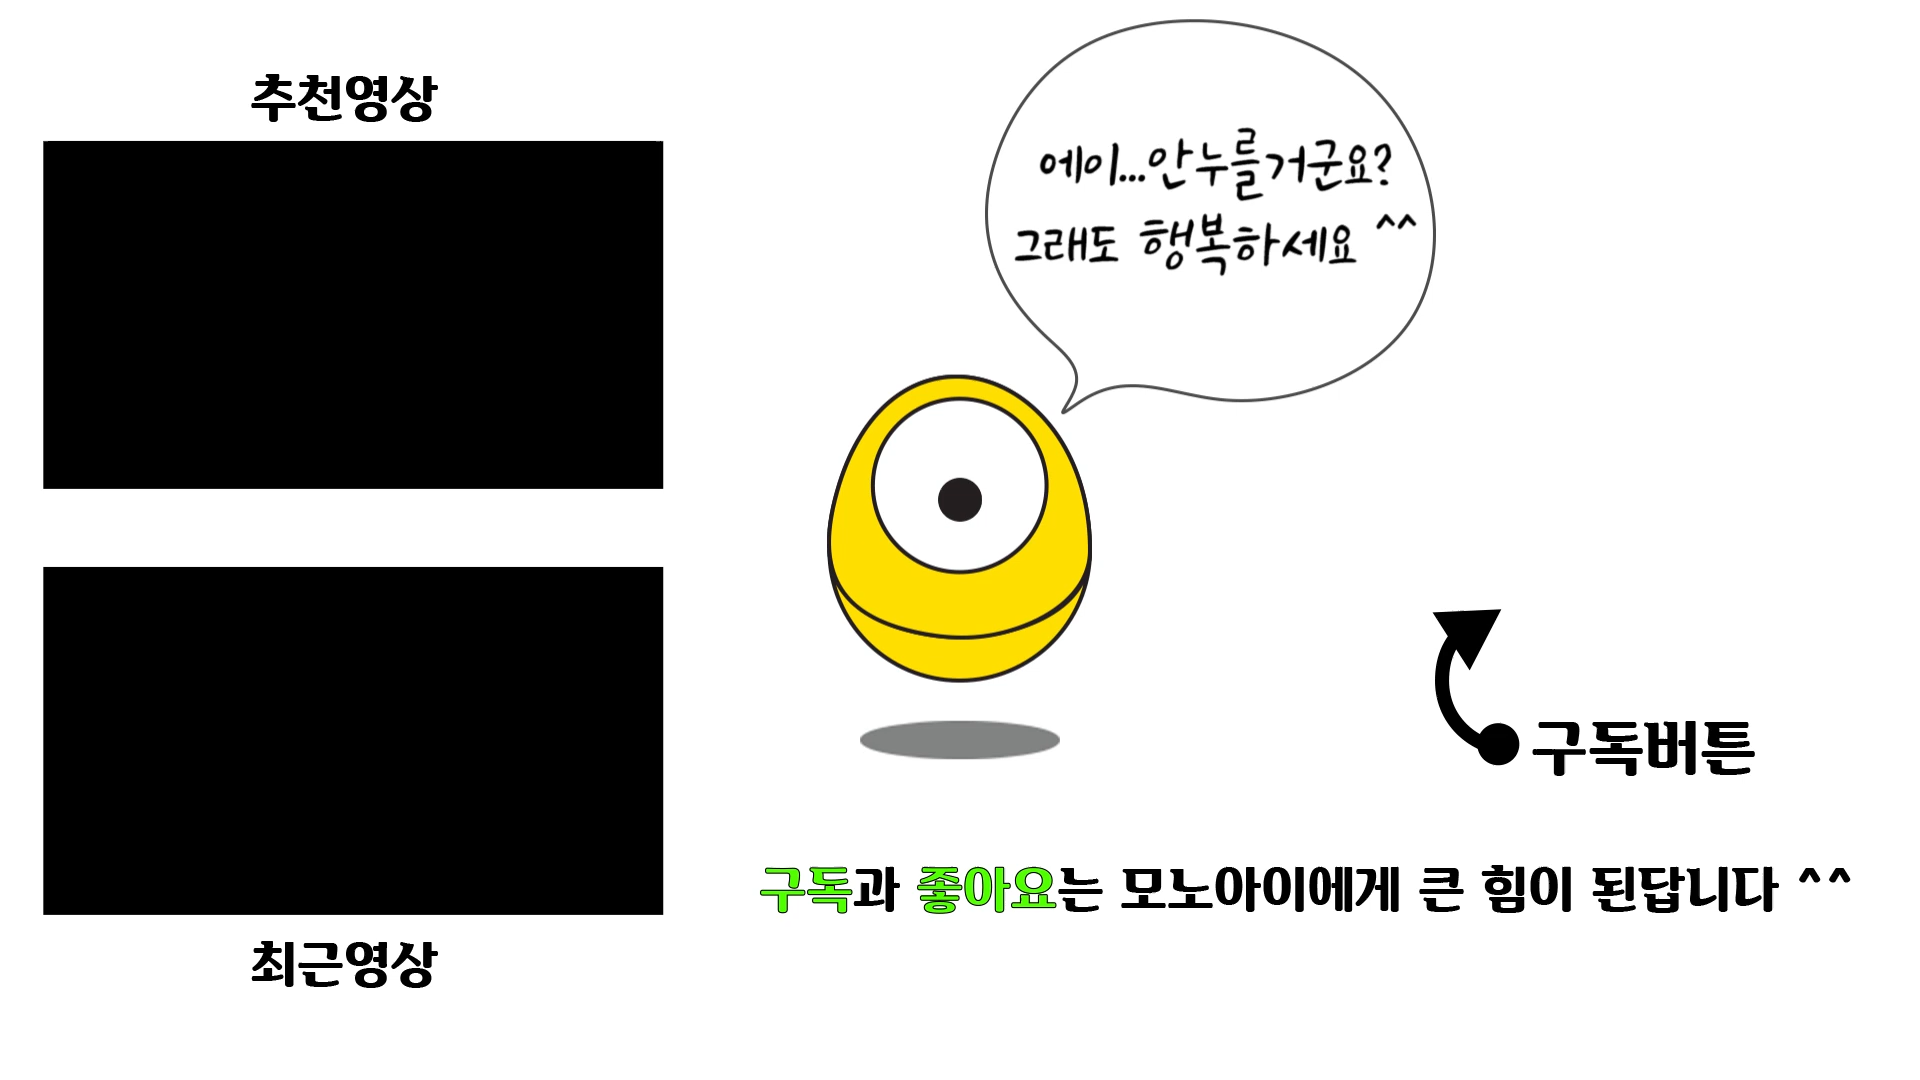 추천영상
에이...안누를거군요?
그래도 행복하세요 ^^
구독버튼
구독과 좋아요는 모노아이에게 큰 힘이 된답니다 ^^
최근영상